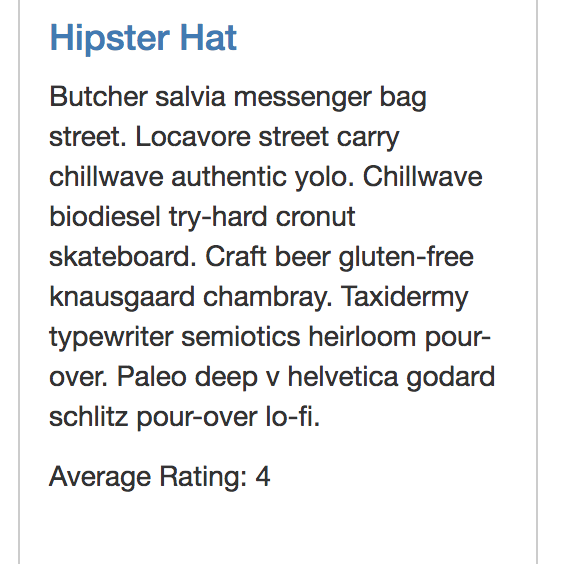 Hipster Hat
Butcher salvia messenger bag
street. Locavore street carry
chillwave authentic yolo. Chillwave
biodiesel try-hard cronut
skateboard. Craft beer gluten-free
knausgaard chambray. Taxidermy
typewriter semiotics heirloom pour-
over. Paleo deep v helvetica godard
schlitz pour-over lo-fi.
Average Rating: 4